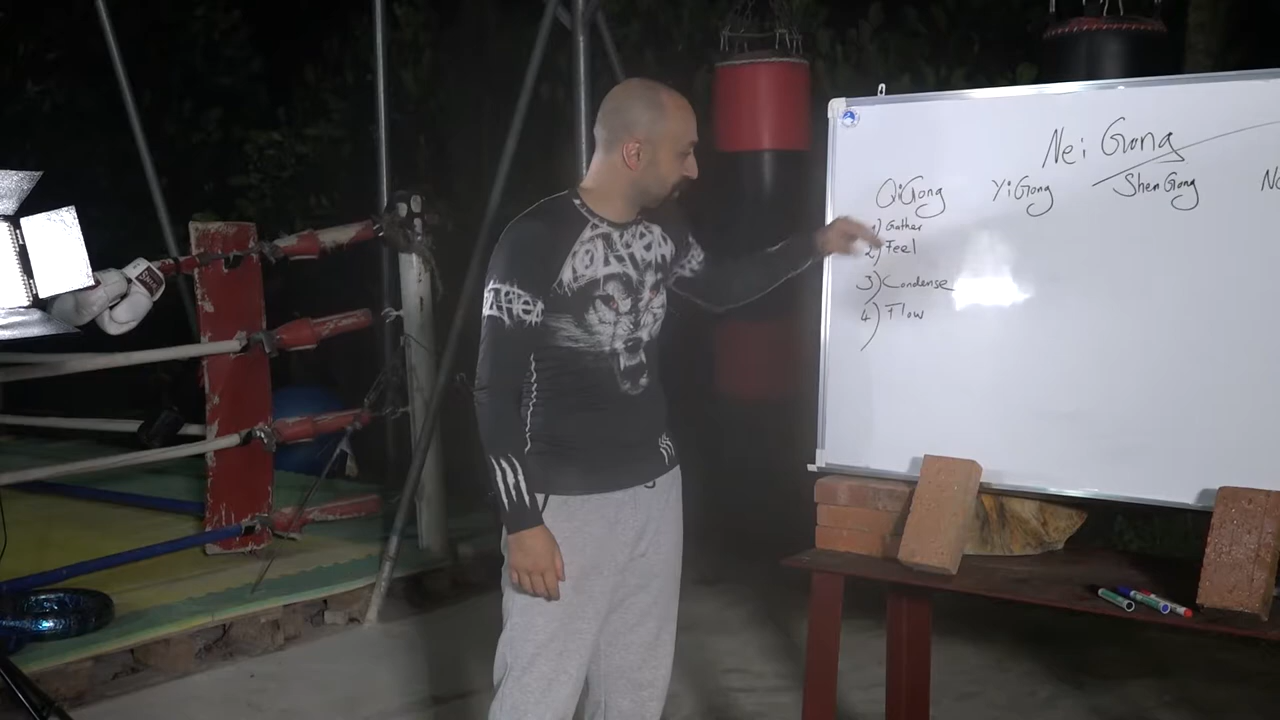 Nei Gong
QiGong YiGong ShenGong
1) Gather
2) Feel
3) Condense
4) Flow